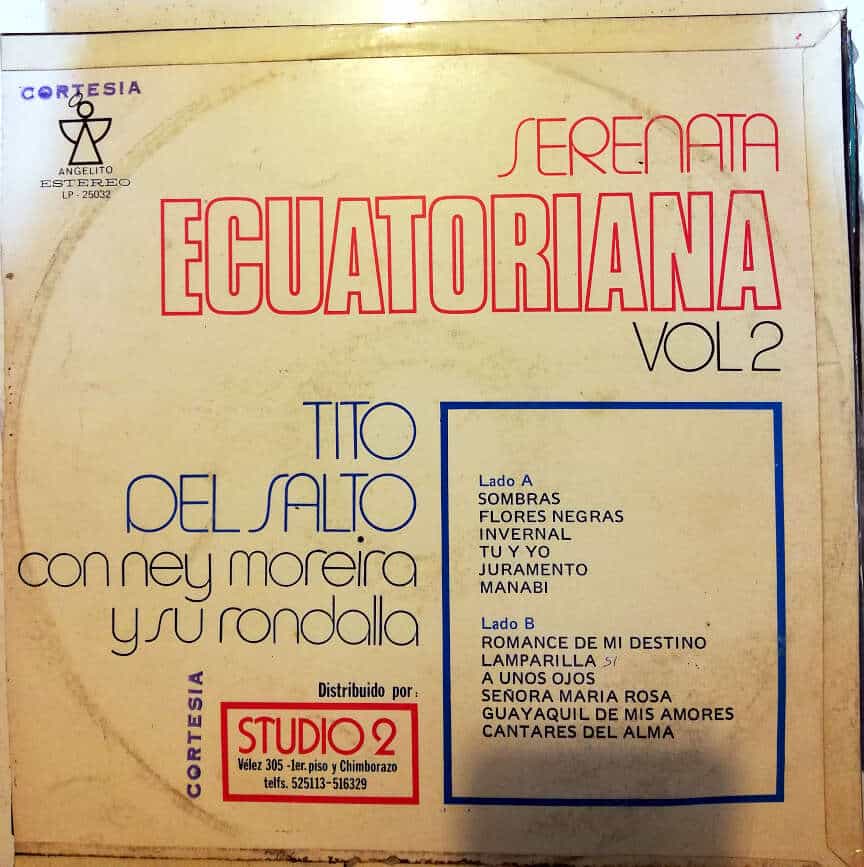 CORTESIA
ANGELITO
ESTEREO
LP - 25032
SERENATA
ECUATORIANA
VOL 2
TITO
DEL SALTO
con ney moreira
y su rondalla
Lado A
SOMBRAS
FLORES NEGRAS
INVERNAL
TU Y YO
JURAMENTO
MANABI
Lado B
ROMANCE DE MI DESTINO
LAMPARILLA si
A UNOS OJOS
SEÑORA MARIA ROSA
GUAYAQUIL DE MIS AMORES
CANTARES DEL ALMA
CORTESIA
Distribuido por:
STUDIO 2
Vélez 305 -1er. piso y Chimborazo
telfs. 525113-516329